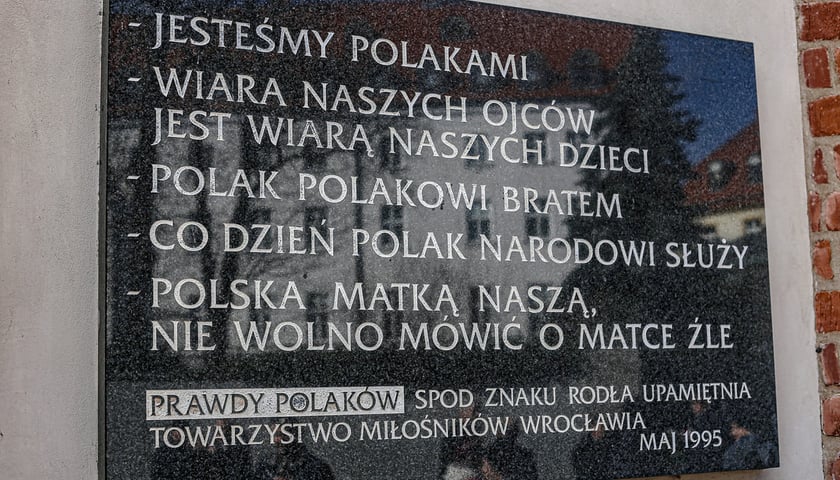 - JESTEŚMY POLAKAMI
- WIARA NASZYCH OJCÓW
JEST WIARĄ NASZYCH DZIECI
- POLAK POLAKOWI BRATEM
- CO DZIEŃ POLAK NARODOWI SŁUŻY
- POLSKA MATKĄ NASZĄ,
NIE WOLNO MÓWIĆ O MATCE ŹLE
PRAWDY POLAKÓW SPOD ZNAKU RODŁA UPAMIĘTNIA
TOWARZYSTWO MIŁOŚNIKÓW WROCŁAWIA
MAJ 1995